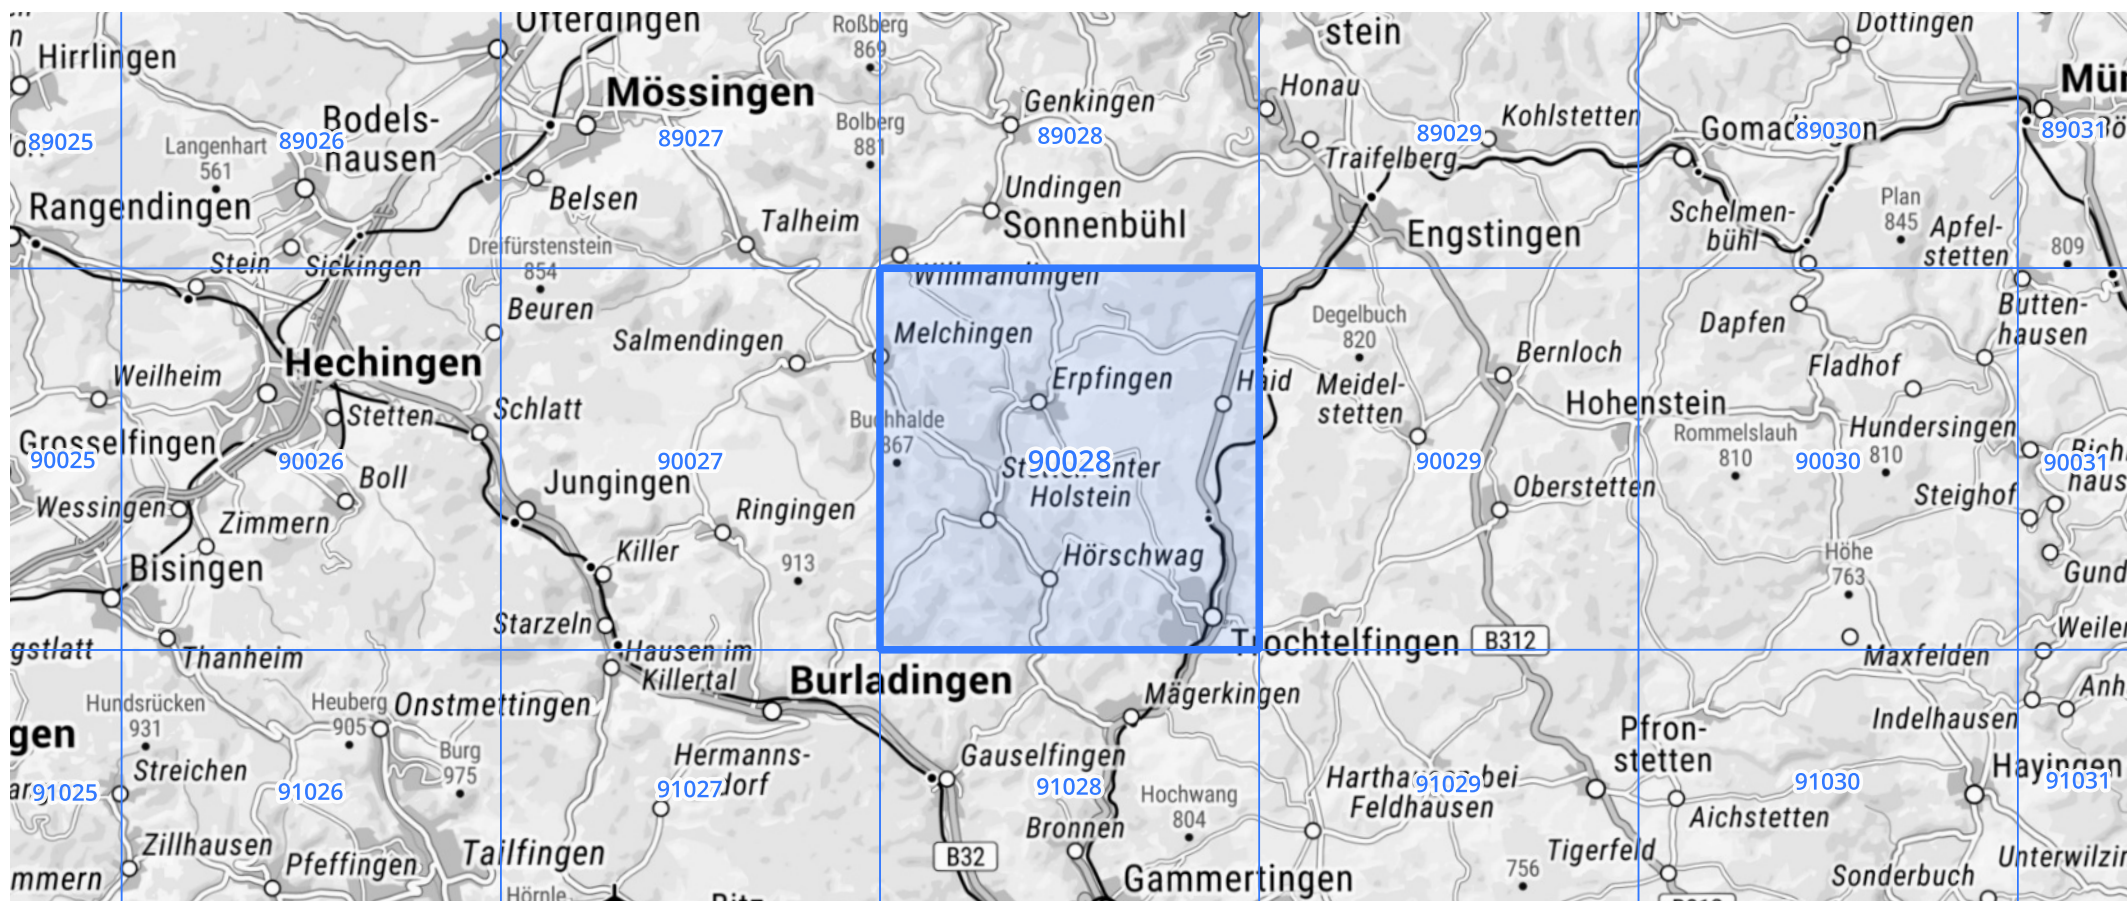 Ofterdingen
Dottingen
Roßberg
869
stein
Hirrlingen
Mössingen
Honau
Genkingen
Kohlstetten
Bodels-
hausen
Bolberg
881
Langenhart
561
89025
89026
89027
89028
89029
89030
89031
Traifelberg
Rangendingen
Belsen
Talheim
Undingen
Sonnenbühl
Engstingen
Schelmen-
bühl
Plan
845
Apfel-
stetten
809
Stein
Sickingen
Dreifürstenstein
854
Willmandingen
Beuren
Salmendingen
Melchingen
Degelbuch
820
Dapfen
Butten-
hausen
Hechingen
Weilheim
Erpfingen
Haid
Meidel-
stetten
Bernloch
Fladhof
Stetten
Schlatt
Buchhalde
867
Hohenstein
Rommelslauh
810
Hundersingen
810
Grosselfingen
90025
90026
90027
90028
90029
90030
90031
Boll
Jungingen
Ringingen
Holstein
Oberstetten
Steighof
Wessingen
Zimmern
Killer
913
Hörschwag
Höhe
763
Bisingen
Starzeln
Trochtelfingen
B312
Thanheim
Hausen im
Killertal
Burladingen
Mägerkingen
Maxfelden
Hundsrücken
931
Heuberg
905
Onstmettingen
Burg
975
Hermanns-
dorf
Gauselfingen
Pfron-
stetten
Indelhausen
Streichen
Hayingen
91025
91026
91027
91028
91029
91030
91031
Hochwang
804
Feldhausen
Aichstetten
Bronnen
B32
Zillhausen
Pfeffingen
Tailfingen
Gammertingen
756
Tigerfeld
Sonderbuch
Hörnle